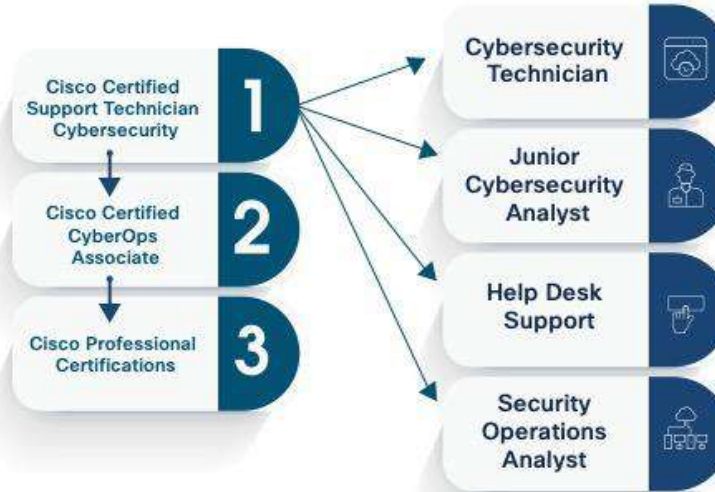 Cisco Certified
Support Technician
Cybersecurity
1
Cisco Certified
CyberOps
Associate
2
Cisco Professional
Certifications
3
Cybersecurity
Technician
Junior
Cybersecurity
Analyst
Help Desk
Support
Security
Operations
Analyst